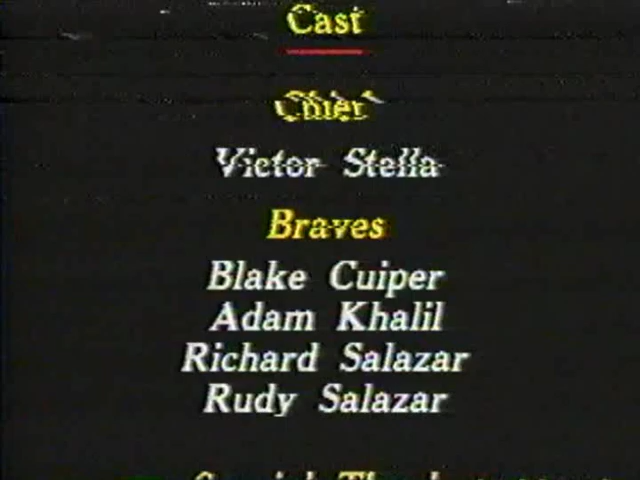 Cast
Chief
Victor Stella
Braves
Blake Cuiper
Adam Khalil
Richard Salazar
Rudy Salazar